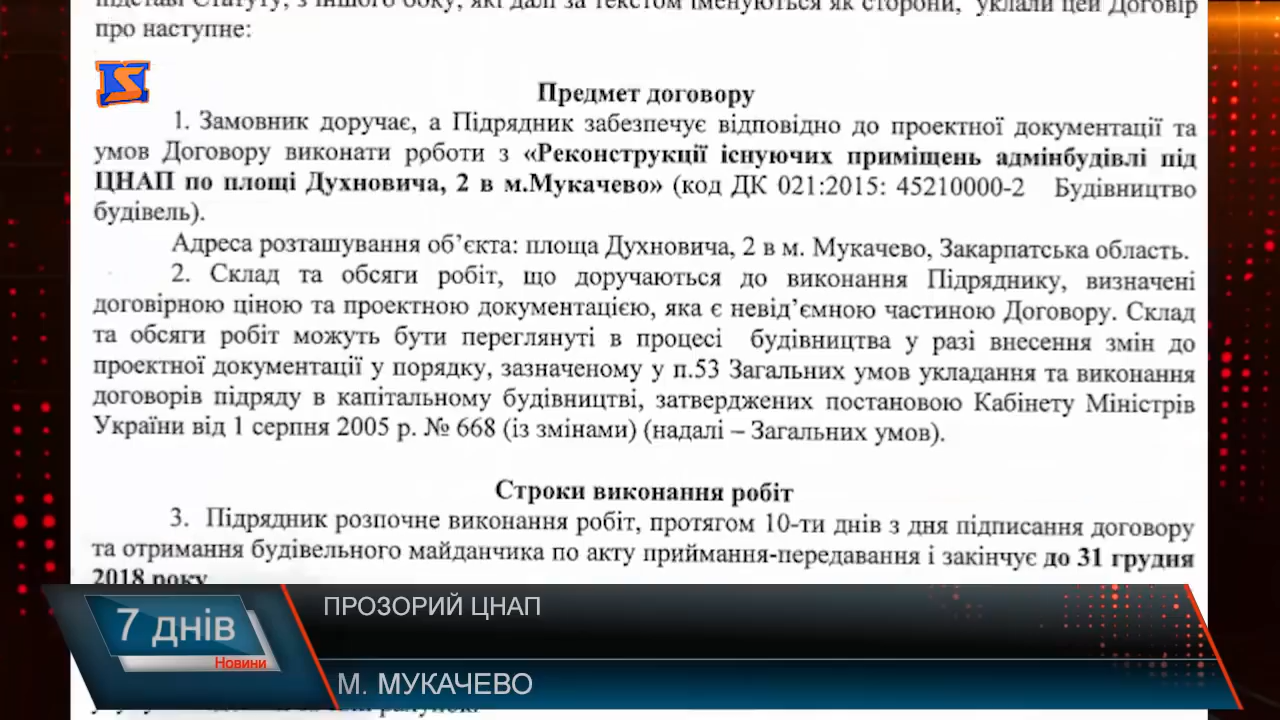 підставі Статуту, з іншого боку, які далі за текстом іменуються як сторони, уклали цей Договір
про наступне:
Предмет договору
1. Замовник доручає, а Підрядник забезпечує відповідно до проектної документації та
умов Договору виконати роботи з «Реконструкції існуючих приміщень адмінбудівлі під
ЦНАП по площі Духновича, 2 в м.Мукачево» (код ДК 021:2015: 45210000-2 Будівництво
будівель).
Адреса розташування об’єкта: площа Духновича, 2 в м. Мукачево, Закарпатська область.
2. Склад та обсяги робіт, що доручаються до виконання Підряднику, визначені
договірною ціною та проектною документацією, яка є невід’ємною частиною Договору. Склад
та обсяги робіт можуть бути переглянуті в процесі будівництва у разі внесення змін до
проектної документації у порядку, зазначеному у п.53 Загальних умов укладання та виконання
договорів підряду в капітальному будівництві, затверджених постановою Кабінету Міністрів
України від 1 серпня 2005 р. № 668 (із змінами) (надалі – Загальних умов).
Строки виконання робіт
3. Підрядник розпочне виконання робіт, протягом 10-ти днів з дня підписання договору
та отримання будівельного майданчика по акту приймання-передавання і закінчує до 31 грудня
2018 року
7 днів
Новини
ПРОЗОРИЙ ЦНАП
М. МУКАЧЕВО